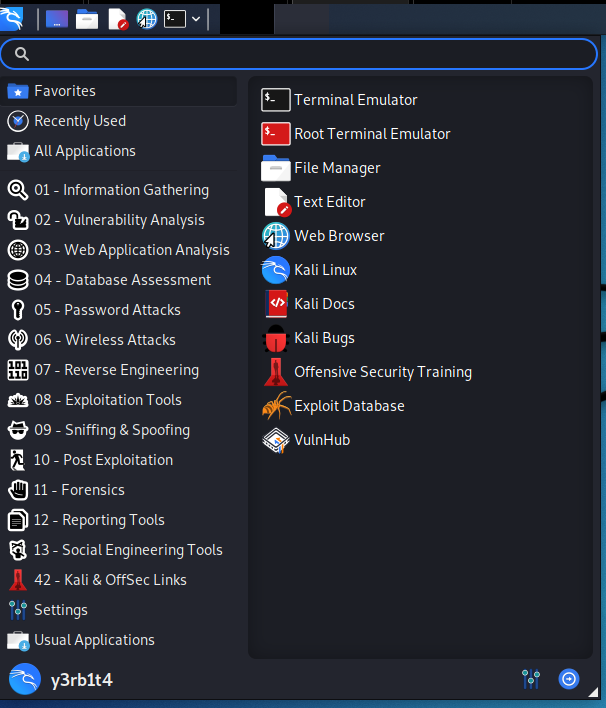 Favorites
Recently Used
All Applications
01 - Information Gathering
02 - Vulnerability Analysis
03 - Web Application Analysis
04 - Database Assessment
05 - Password Attacks
06 - Wireless Attacks
07 - Reverse Engineering
08 - Exploitation Tools
09 - Sniffing & Spoofing
10 - Post Exploitation
11 - Forensics
12 - Reporting Tools
13 - Social Engineering Tools
42 - Kali & OffSec Links
Settings
Usual Applications
Terminal Emulator
Root Terminal Emulator
File Manager
Text Editor
Web Browser
Kali Linux
Kali Docs
Kali Bugs
Offensive Security Training
Exploit Database
VulnHub
y3rb1t4